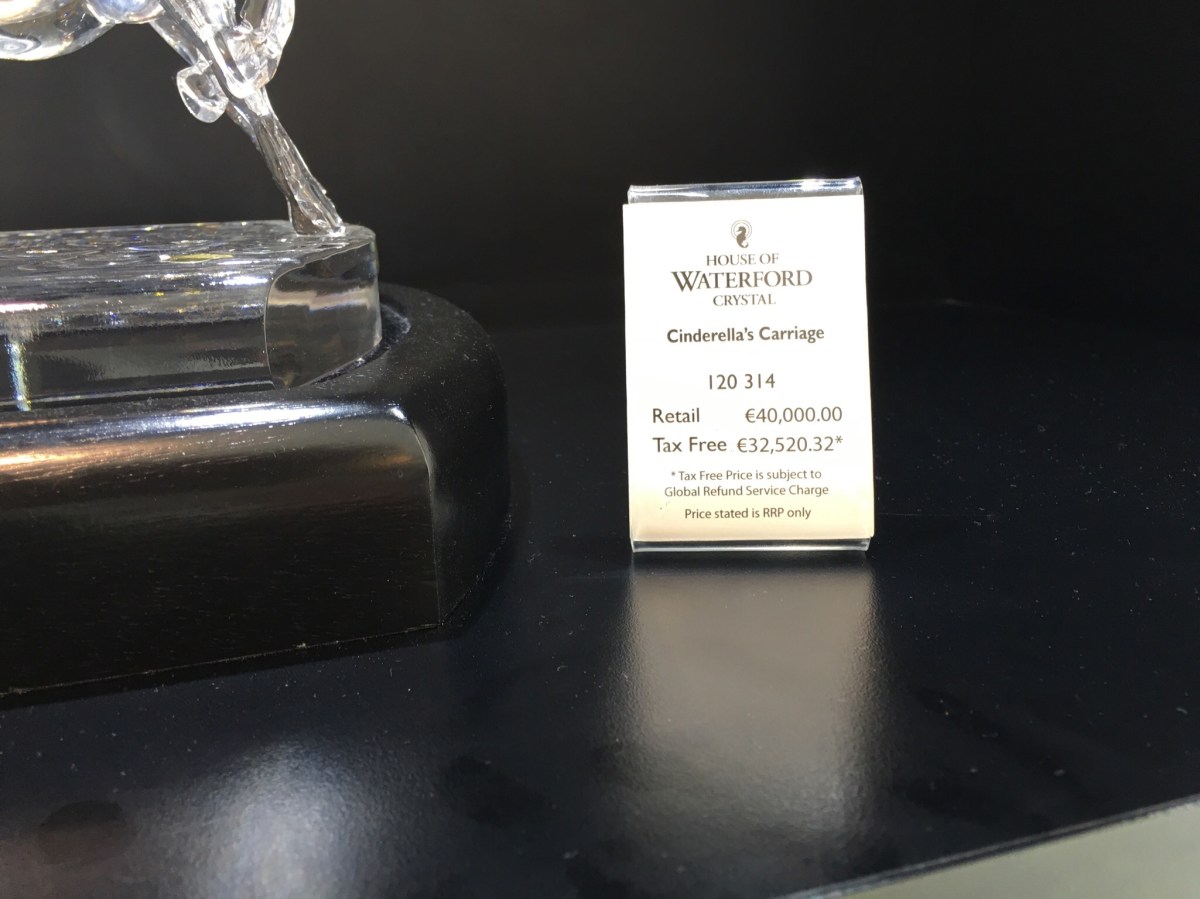 HOUSE OF
WATERFORD
CRYSTAL
Cinderella's Carriage
120 314
Retail €40,000.00
Tax Free €32,520.32*
* Tax Free Price is subject to
Global Refund Service Charge
Price stated is RRP only